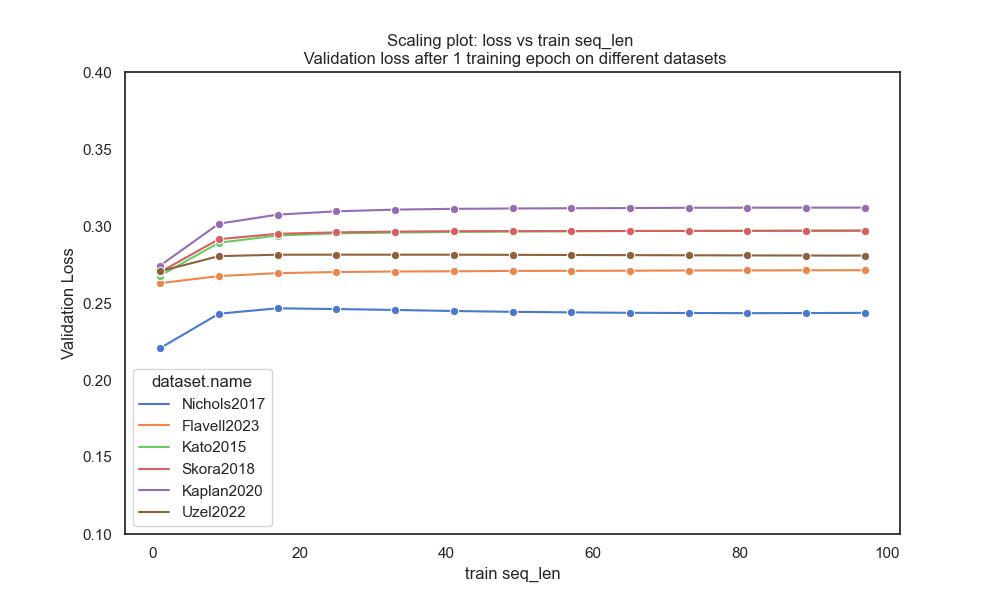 Scaling plot: loss vs train seq_len
Validation loss after 1 training epoch on different datasets
0.40
0.35
0.30
0.25
0.20
0.15
0.10
Validation Loss
dataset.name
Nichols2017
Flavell2023
Kato2015
Skora2018
Kaplan2020
Uzel2022
0 20 40 60 80 100
train seq_len